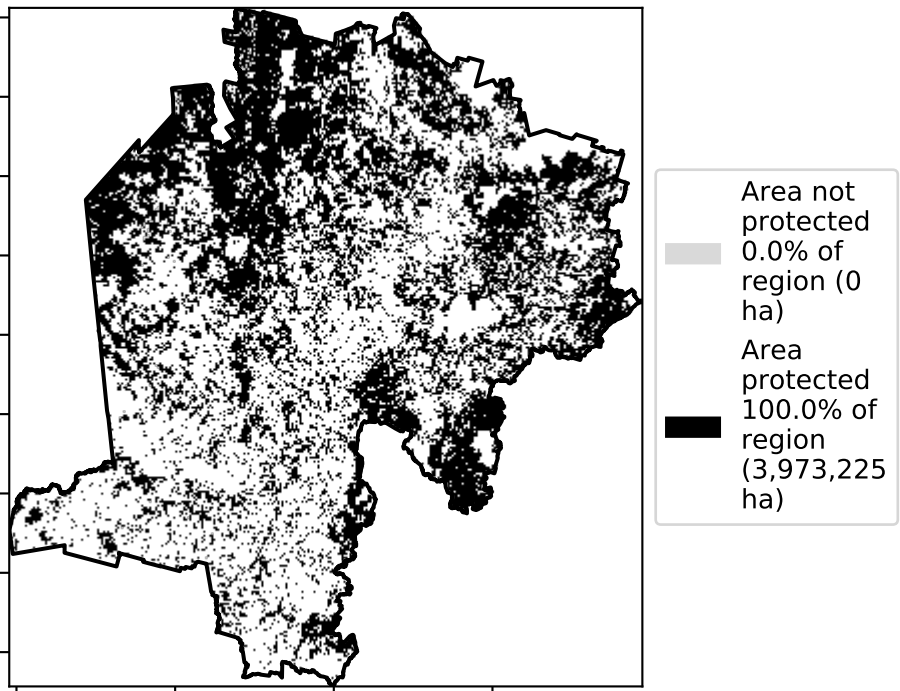 Area not
protected
0.0% of
region (0
ha)
Area
protected
100.0% of
region
(3,973,225
ha)